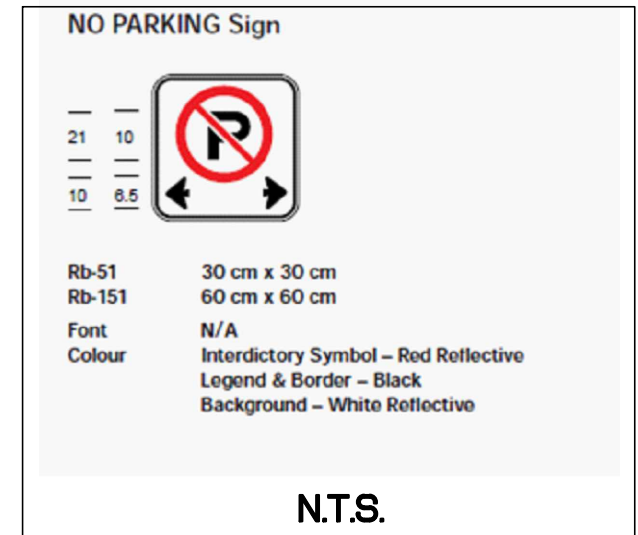 NO PARKING Sign
P
21 10
10 6.5
Rb-51 30 cm x 30 cm
Rb-151 60 cm x 60 cm
Font N/A
Colour Interdictory Symbol – Red Reflective
Legend & Border – Black
Background – White Reflective
N.T.S.